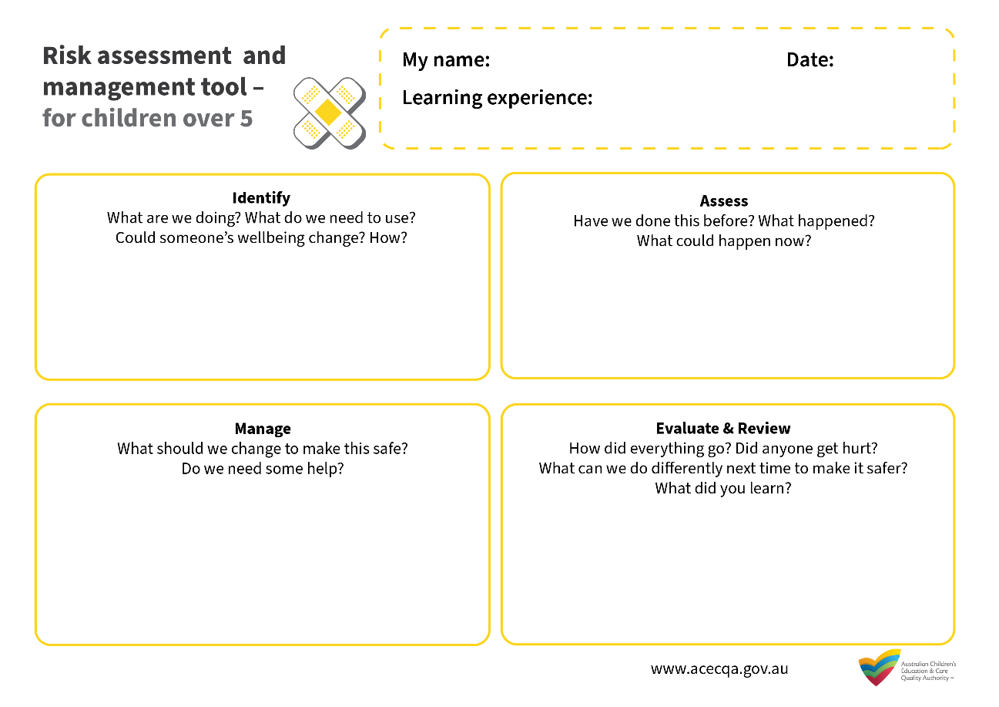 Risk assessment and
management tool –
for children over 5
My name:
Date:
Learning experience:
Identify
What are we doing? What do we need to use?
Could someone’s wellbeing change? How?
Assess
Have we done this before? What happened?
What could happen now?
Manage
What should we change to make this safe?
Do we need some help?
Evaluate & Review
How did everything go? Did anyone get hurt?
What can we do differently next time to make it safer?
What did you learn?
www.acecqa.gov.au
Australian Children's
Education & Care
Quality Authority™